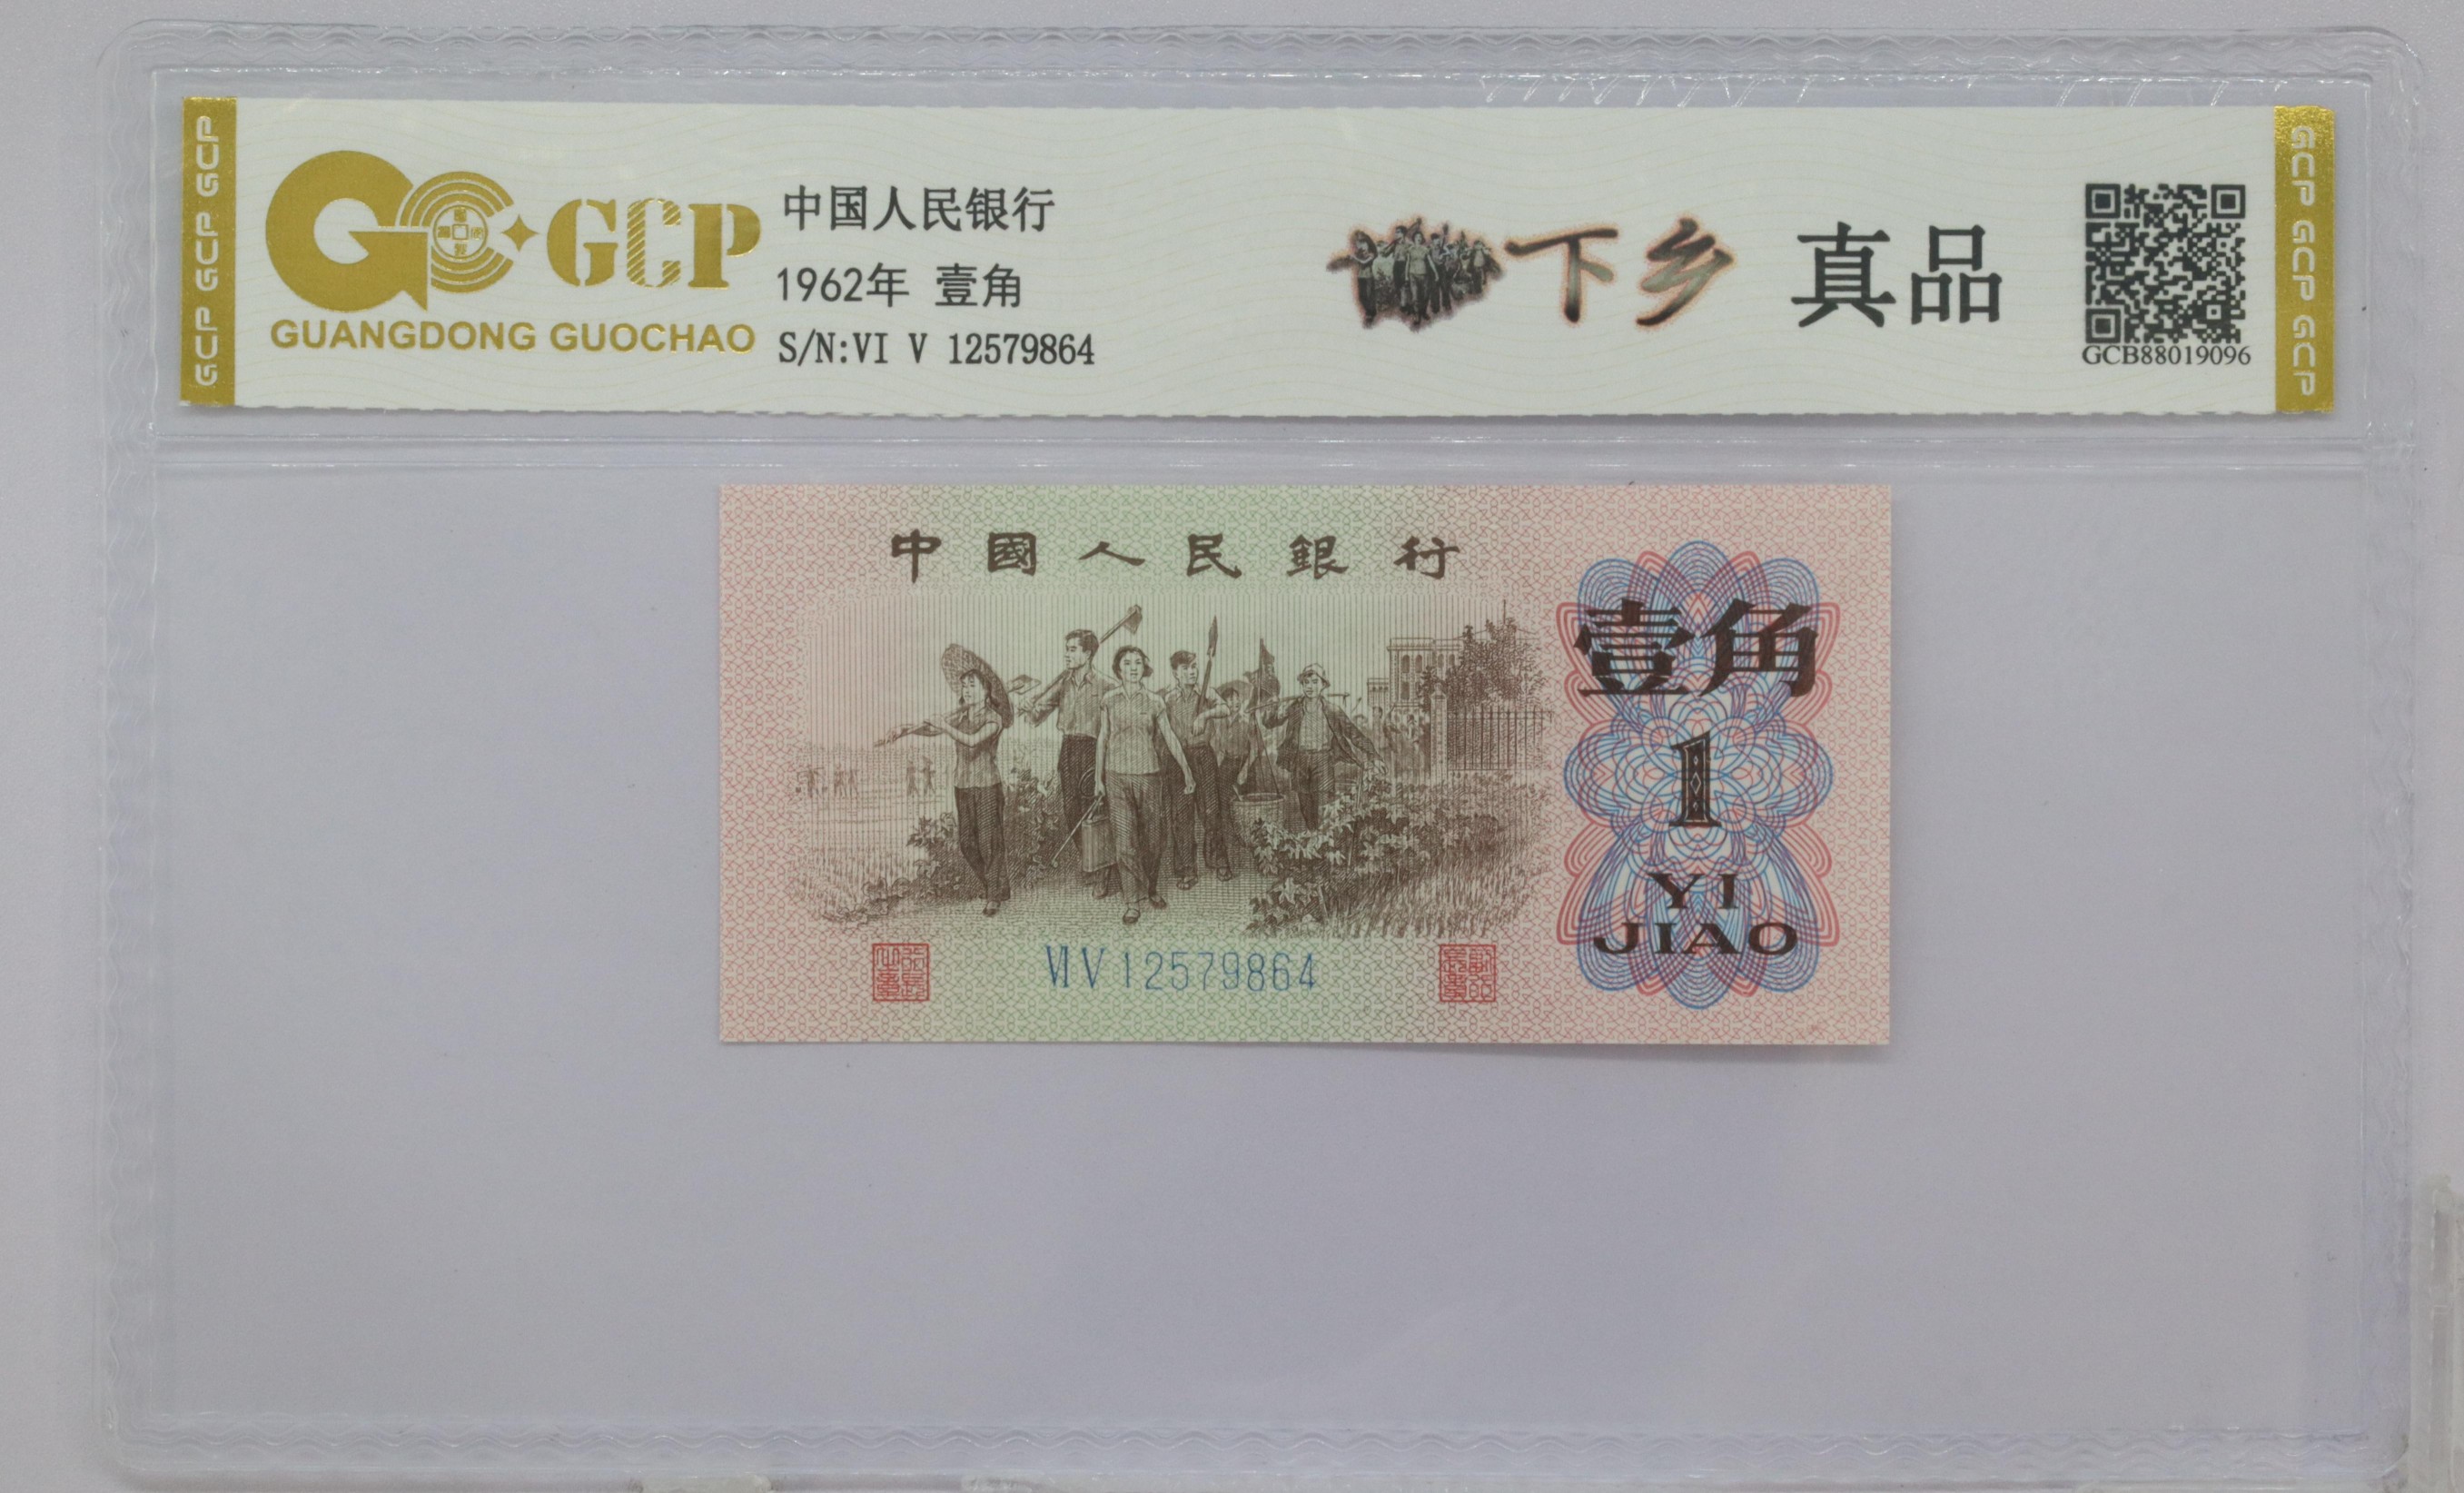 GCP GCP GCP
GCP
GUANGDONG GUOCHAO
中国人民银行
1962年 壹角
S/N:VI V 12579864
下乡 真品
GCB88019096
GCP GCP GCP
中國人民銀行
壹角
1
YI
JIAO
VI V 12579864